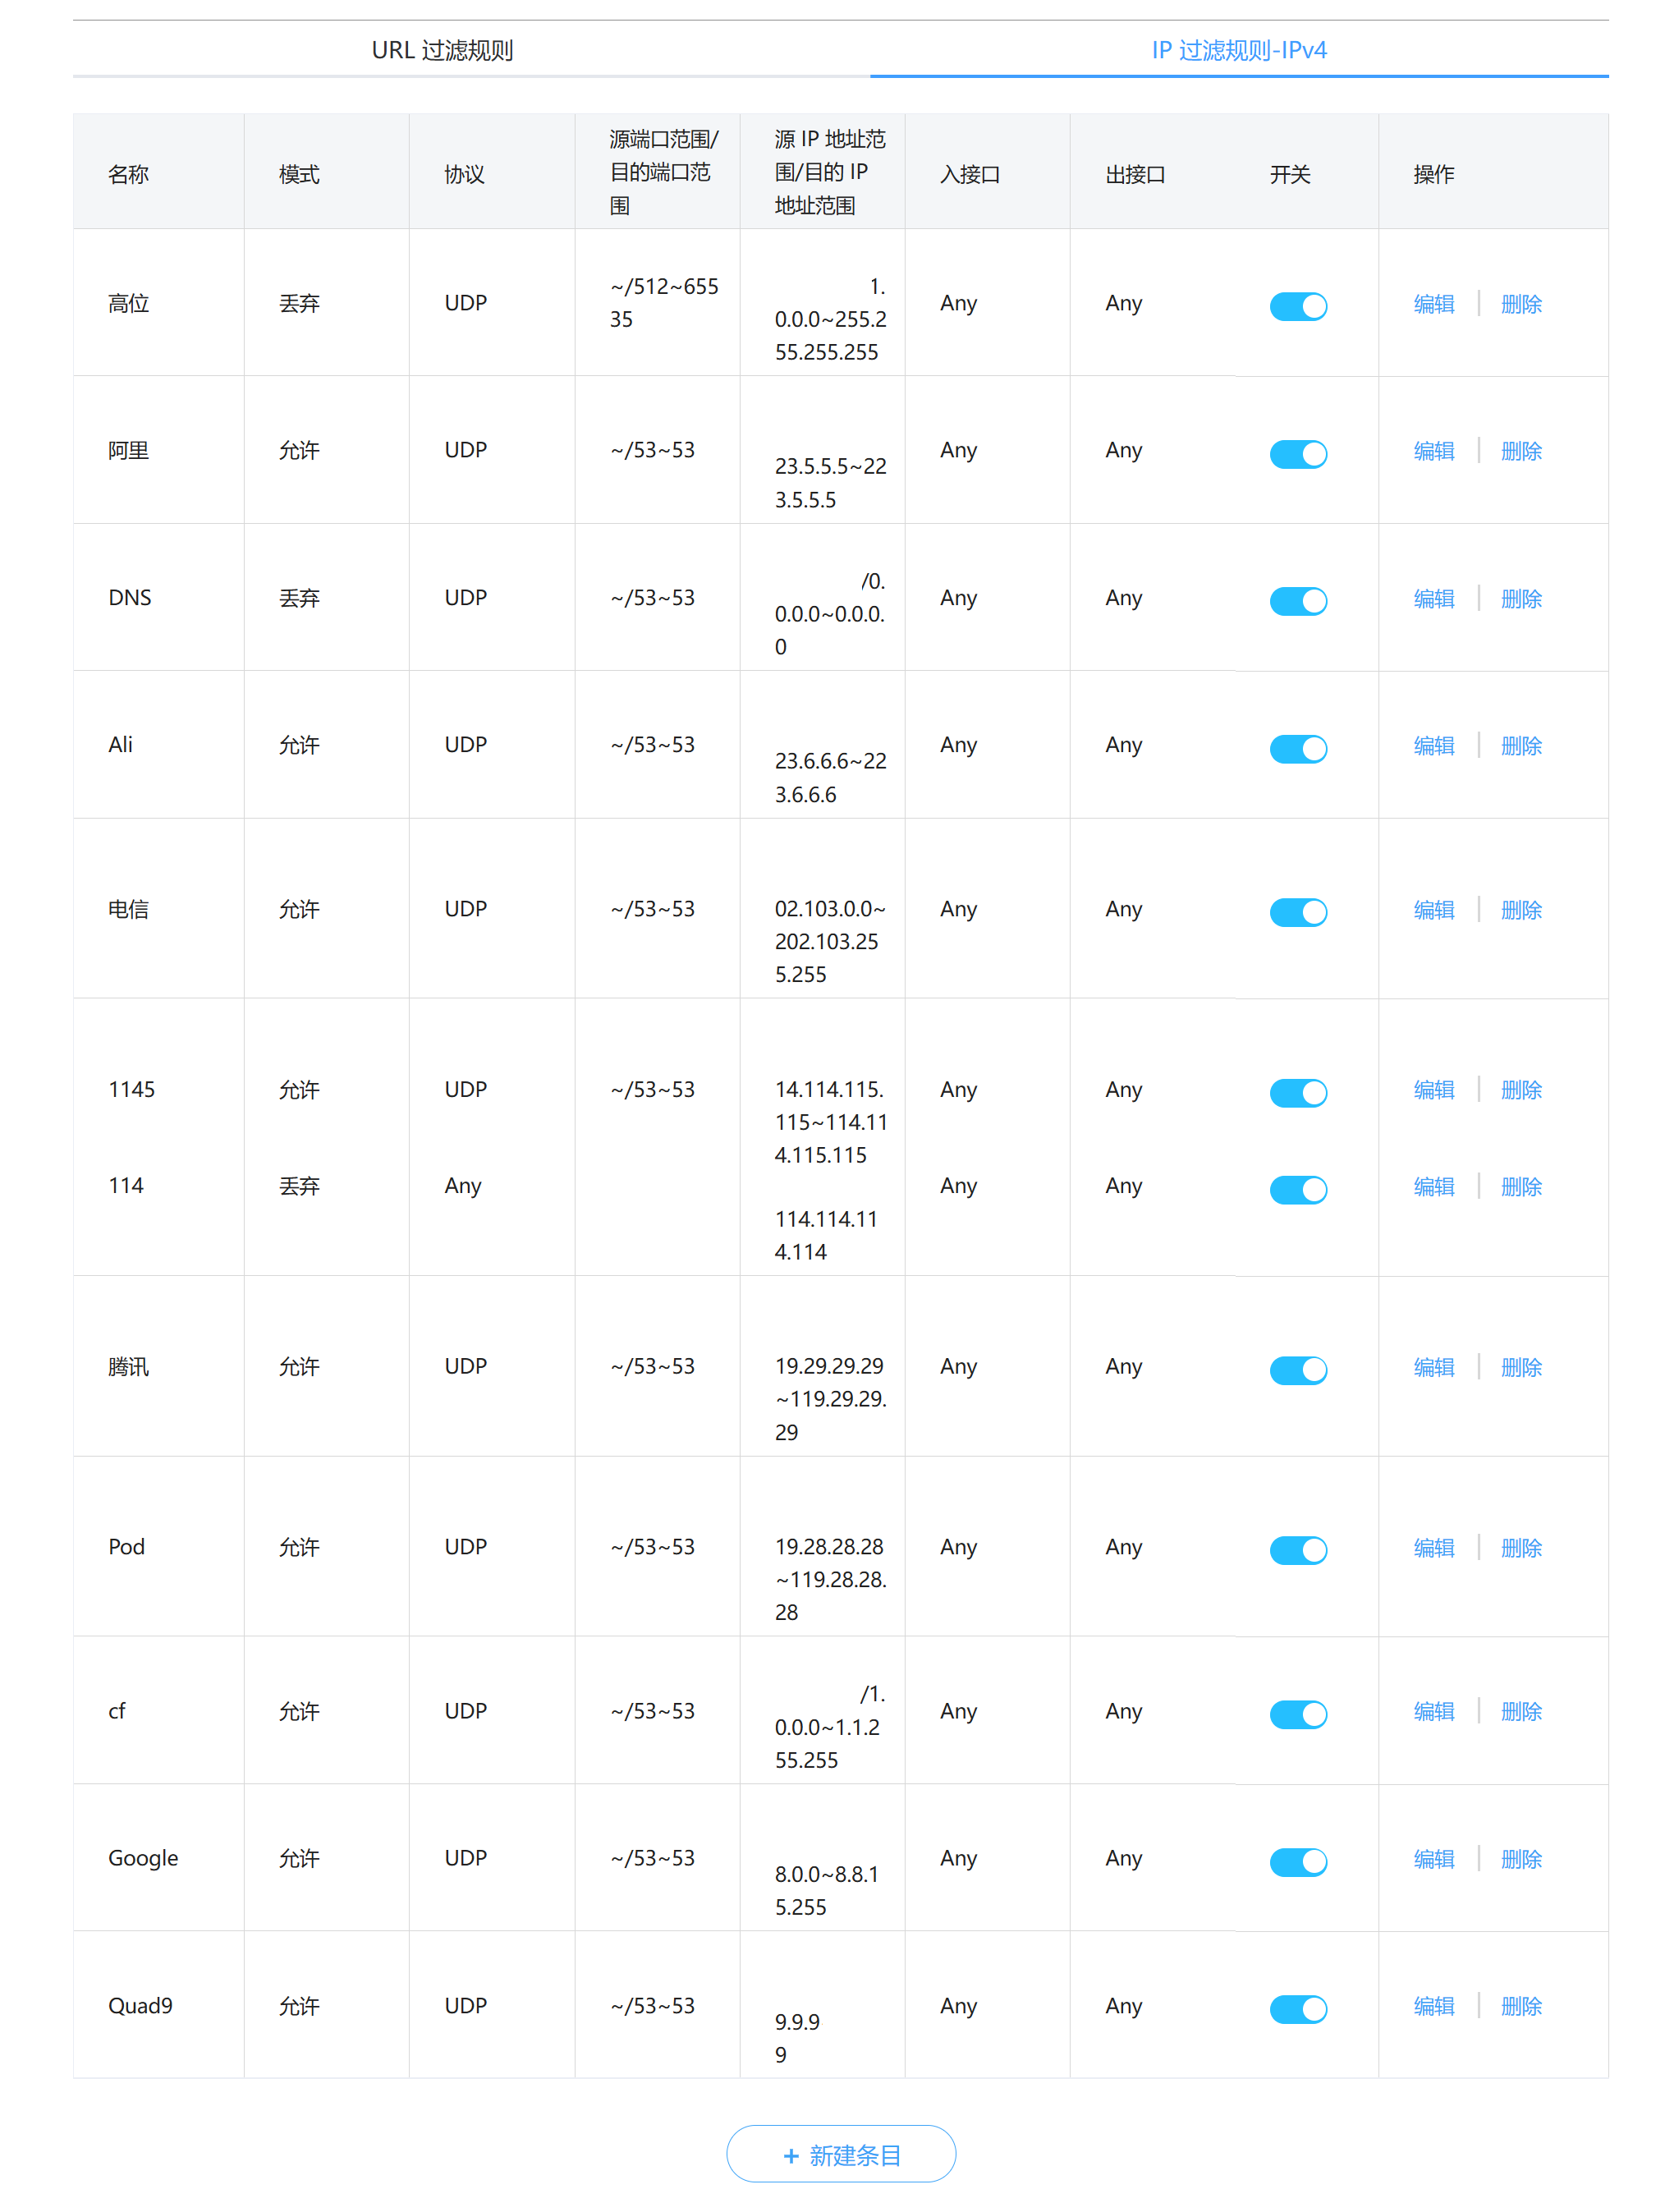 URL 过滤规则
IP 过滤规则-IPv4
名称
模式
协议
源端口范围/
目的端口范
围
源 IP 地址范
围/目的 IP
地址范围
入接口
出接口
开关
操作
高位
丢弃
UDP
~/512~655
35
1.
0.0.0~255.2
55.255.255
Any
Any
编辑
删除
阿里
允许
UDP
~/53~53
23.5.5.5~22
3.5.5.5
Any
Any
编辑
删除
DNS
丢弃
UDP
~/53~53
/0.
0.0.0~0.0.0.
0
Any
Any
编辑
删除
Ali
允许
UDP
~/53~53
23.6.6.6~22
3.6.6.6
Any
Any
编辑
删除
电信
允许
UDP
~/53~53
02.103.0.0~
202.103.25
5.255
Any
Any
编辑
删除
1145
允许
UDP
~/53~53
14.114.115.
115~114.11
4.115.115
Any
Any
编辑
删除
114
丢弃
Any
114.114.11
4.114
Any
Any
编辑
删除
腾讯
允许
UDP
~/53~53
19.29.29.29
~119.29.29.
29
Any
Any
编辑
删除
Pod
允许
UDP
~/53~53
19.28.28.28
~119.28.28.
28
Any
Any
编辑
删除
cf
允许
UDP
~/53~53
/1.
0.0.0~1.1.2
55.255
Any
Any
编辑
删除
Google
允许
UDP
~/53~53
8.0.0~8.8.1
5.255
Any
Any
编辑
删除
Quad9
允许
UDP
~/53~53
9.9.9
9
Any
Any
编辑
删除
+ 新建条目